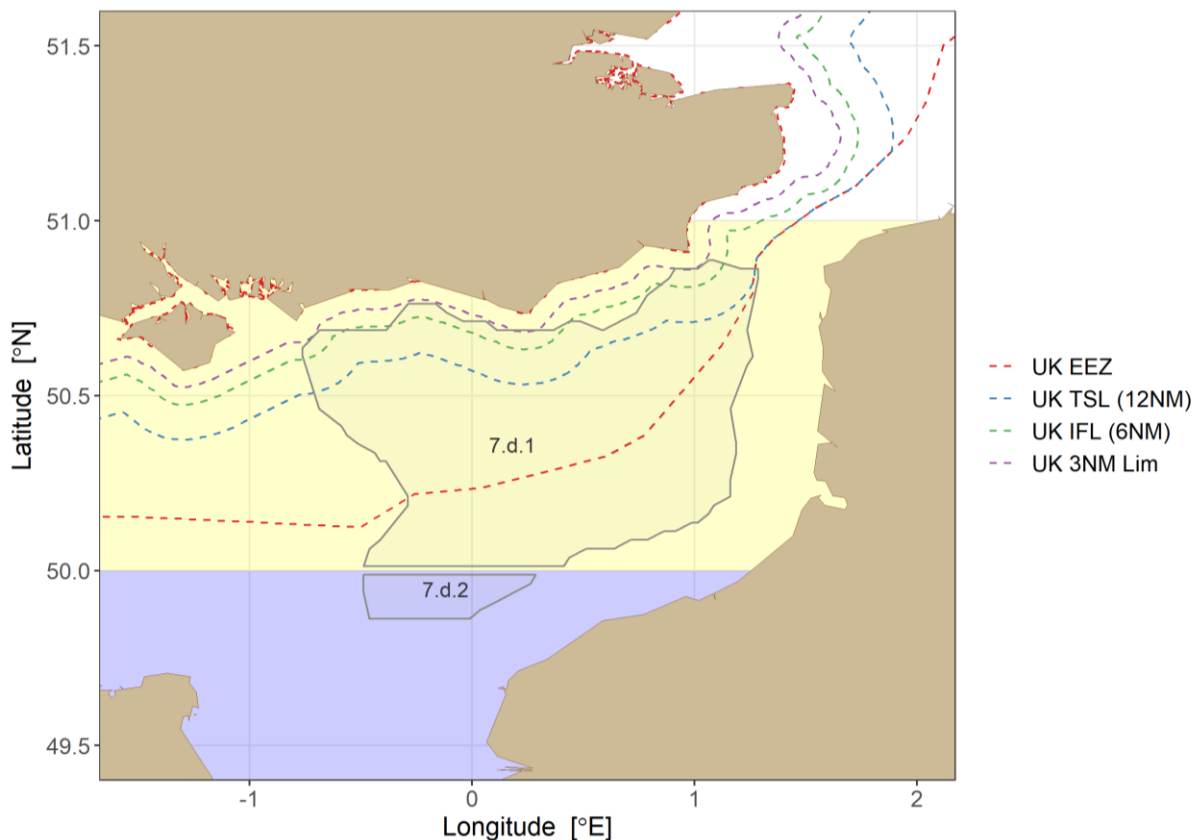 51.5
51.0
50.5
50.0
49.5
Latitude [°N]
7.d.1
7.d.2
-1
0
1
2
Longitude [°E]
UK EEZ
UK TSL (12NM)
UK IFL (6NM)
UK 3NM Lim